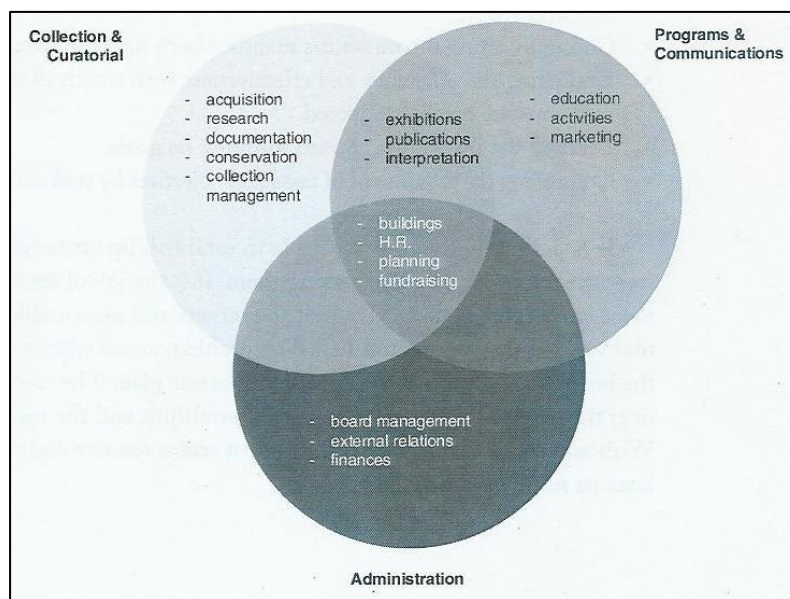 Collection &
Curatorial
Programs &
Communications
- acquisition
- research
- documentation
- conservation
- collection
management
- exhibitions
- publications
- interpretation
- education
- activities
- marketing
- buildings
- H.R.
- planning
- fundraising
- board management
- external relations
- finances
Administration